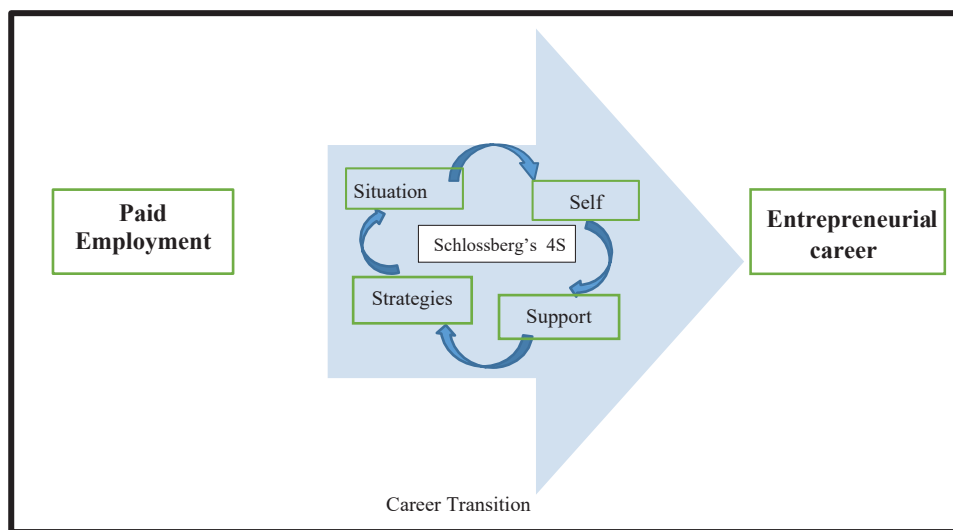 Paid
Employment
Situation
Self
Schlossberg's 4S
Strategies
Support
Entrepreneurial
career
Career Transition